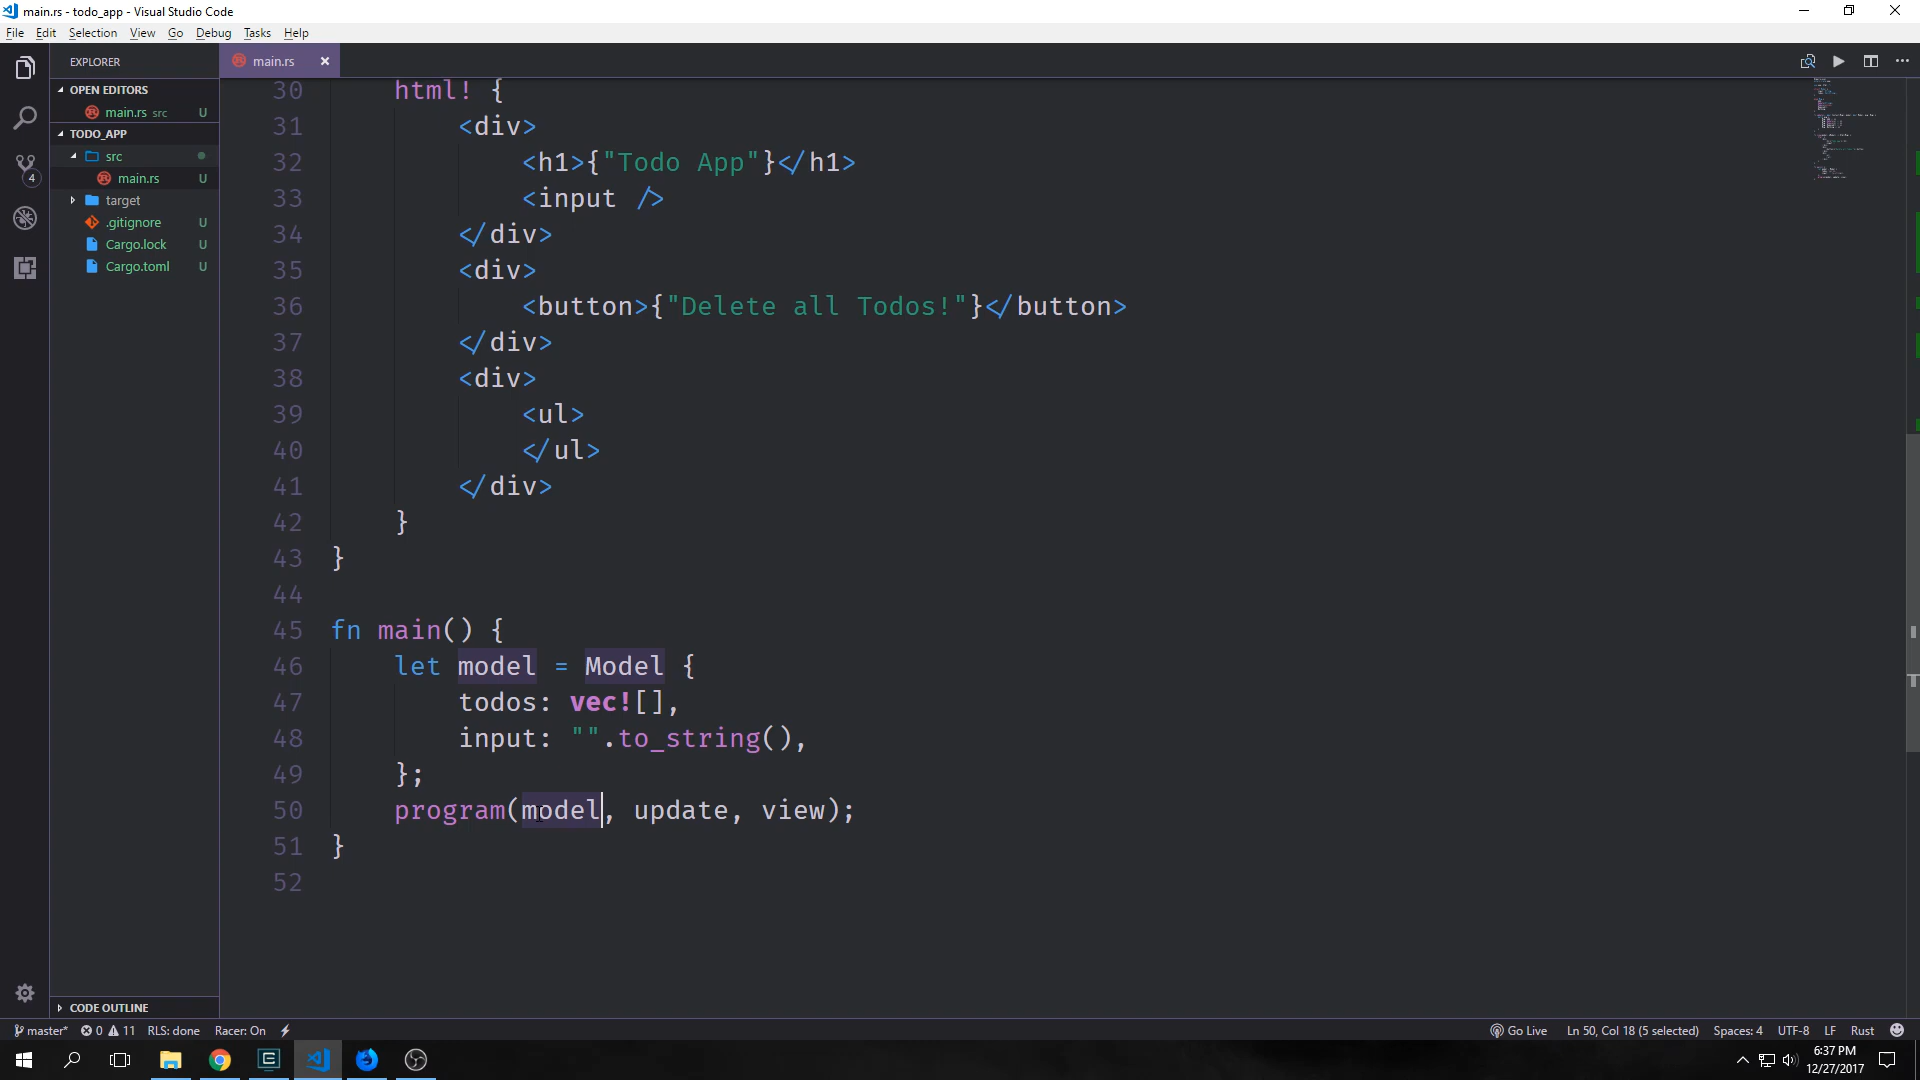 main.rs - todo_app - Visual Studio Code
File Edit Selection View Go Debug Tasks Help
EXPLORER
OPEN EDITORS
main.rs src U
TODO_APP
src
main.rs U
target
.gitignore U
Cargo.lock U
Cargo.toml U
CODE OUTLINE
4
main.rs
30 html! {
31 <div>
32 <h1>{"Todo App"}</h1>
33 <input />
34 </div>
35 <div>
36 <button>{"Delete all Todos!"}</button>
37 </div>
38 <div>
39 <ul>
40 </ul>
41 </div>
42 }
43 }
44
45 fn main() {
46 let model = Model {
47 todos: vec![],
48 input: "".to_string(),
49 };
50 program(model, update, view);
51 }
52
master* 0 11 RLS: done Racer: On Go Live Ln 50, Col 18 (5 selected) Spaces: 4 UTF-8 LF Rust
6:37 PM
12/27/2017